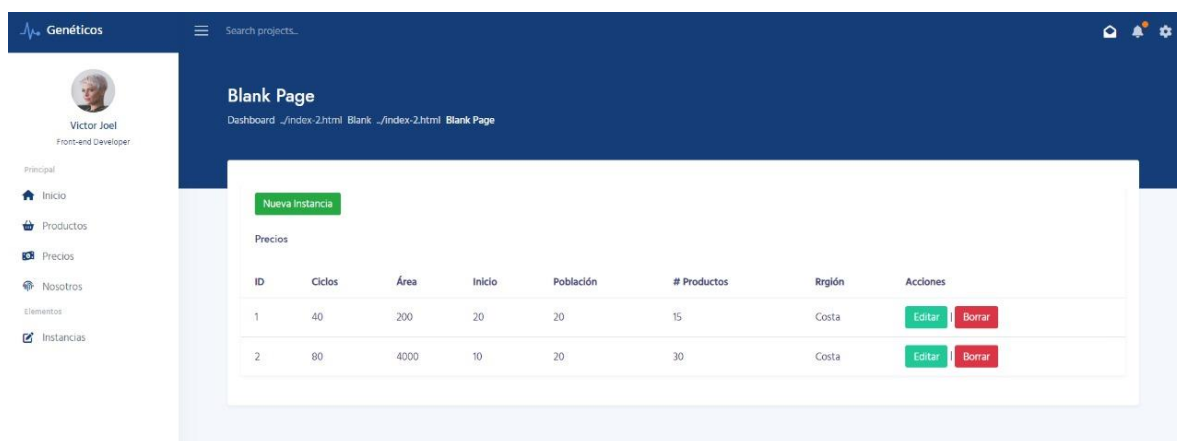 Genéticos
Search projects...
Victor Joel
Front-end Developer
Principal
Inicio
Productos
Precios
Nosotros
Elementos
Instancias
Blank Page
Dashboard ../index-2.html Blank ../index-2.html Blank Page
Nueva Instancia
Precios
ID Ciclos Área Inicio Población # Productos Rrgión Acciones
1 40 200 20 20 15 Costa Editar | Borrar
2 80 4000 10 20 30 Costa Editar | Borrar